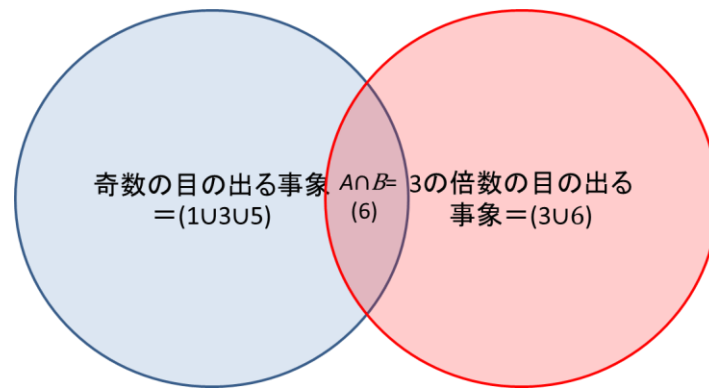 奇数の目の出る事象
=(1∪3∪5)
A∩B=
(6)
3の倍数の目の出る
事象=(3∪6)